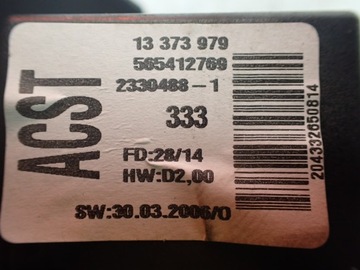 ACST
13 373 979
565412769
2330488-1
333
FD:28/14
HW:D2,00
SW:30.03.2006/0
204332650814